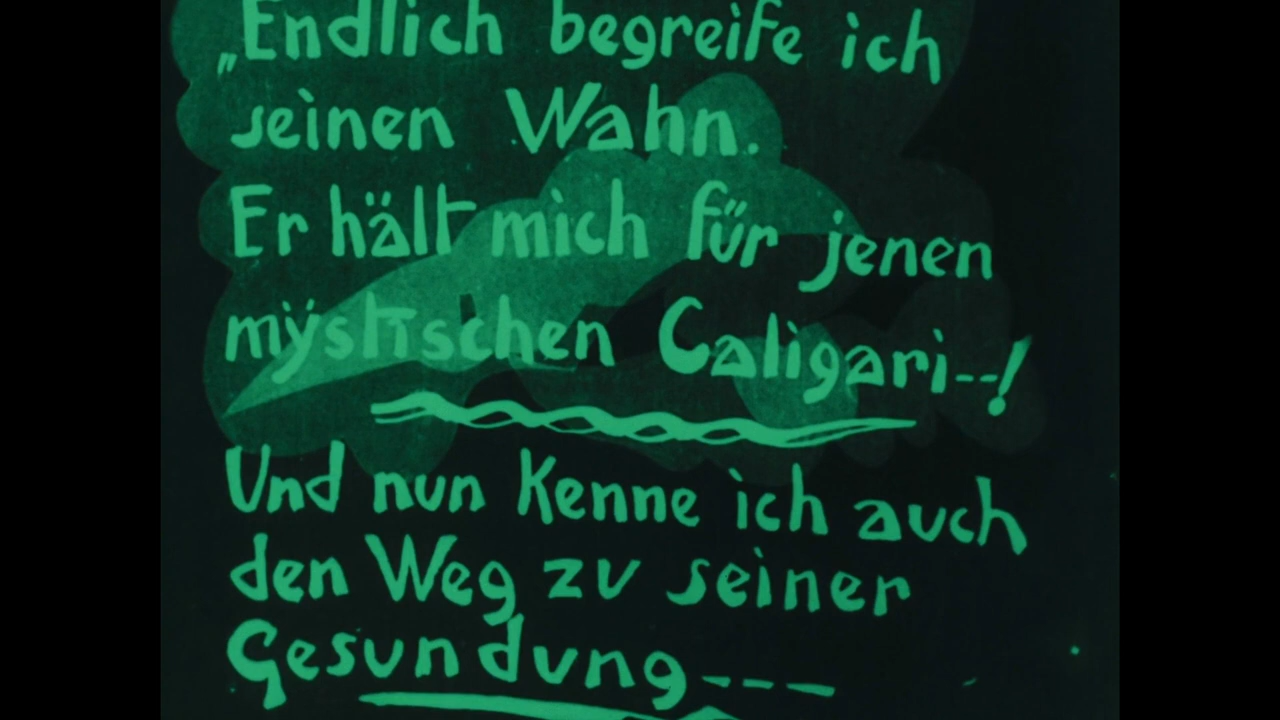 „Endlich begreife ich
seinen Wahn.
Er hält mich für jenen
mÿstischen Caligari--!
Und nun Kenne ich auch
den Weg zu seiner
Gesundung---